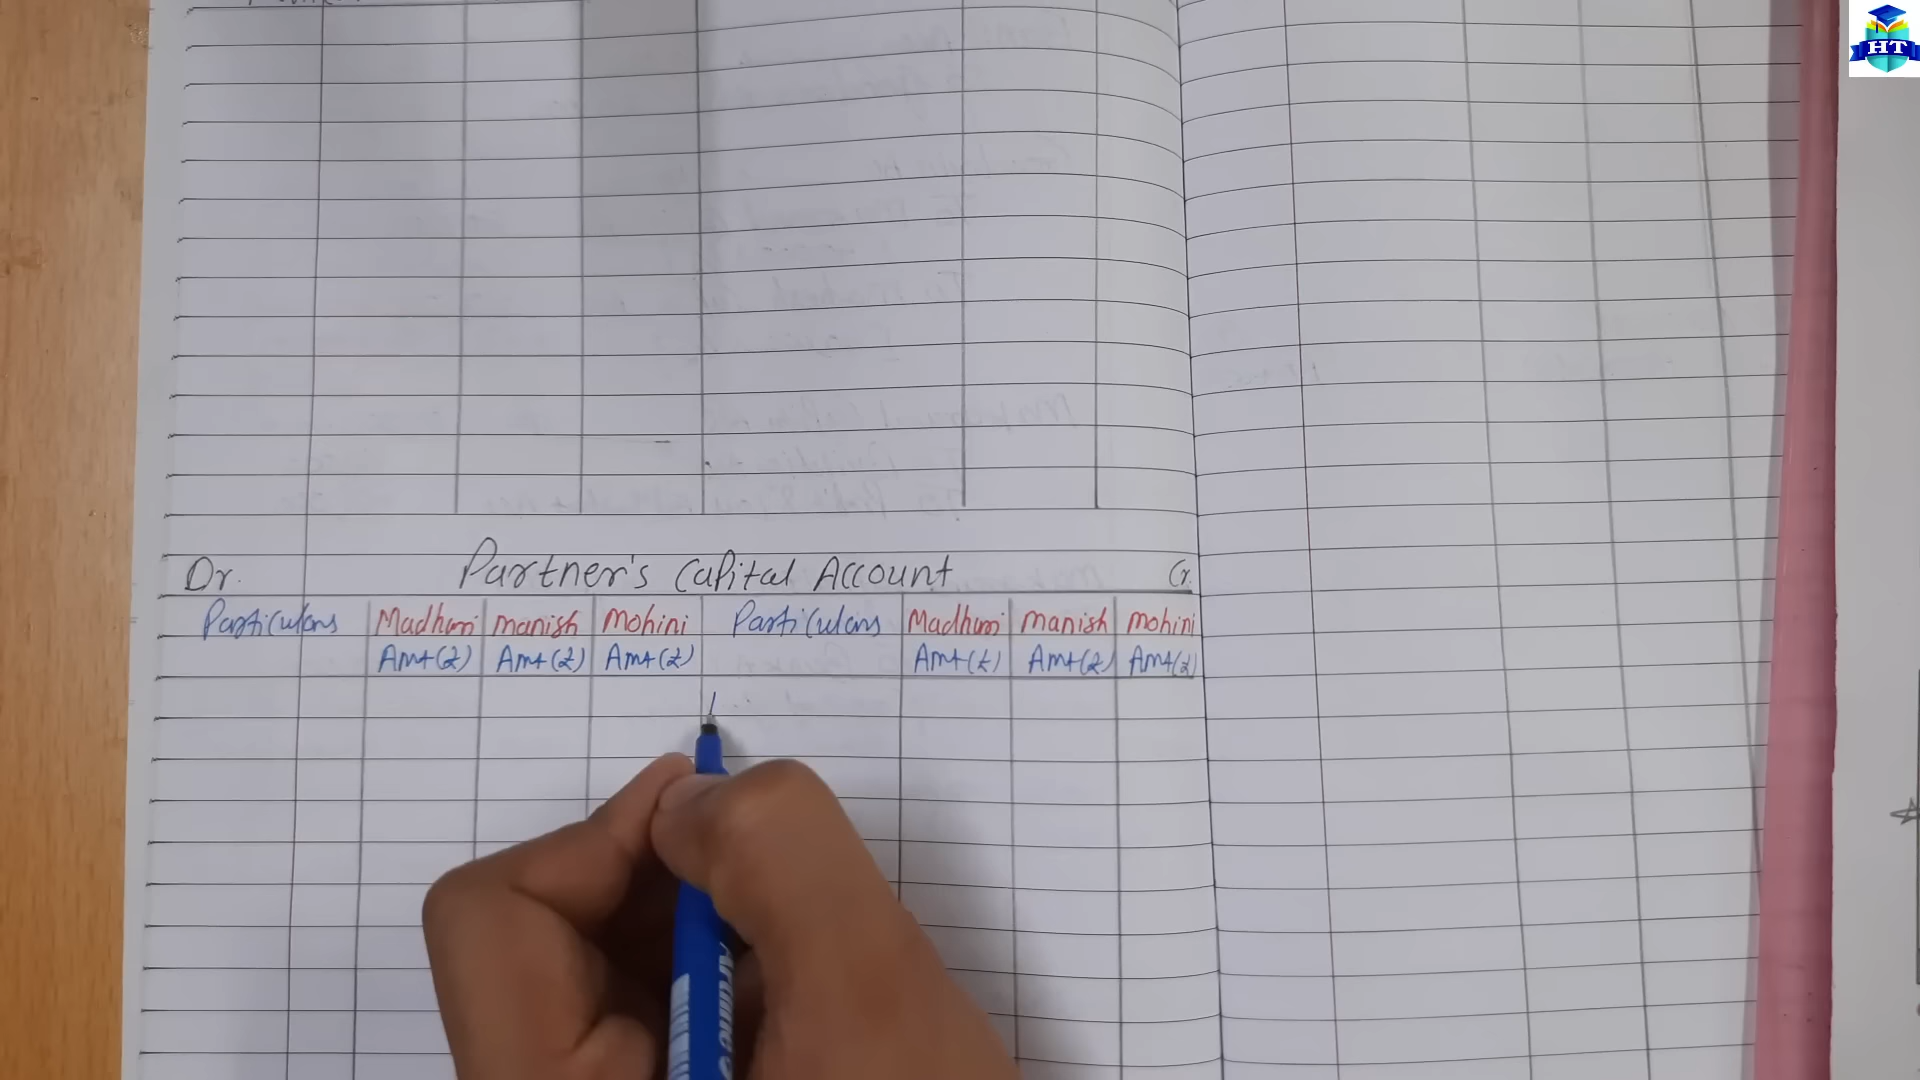 HT
Dr. Partner's Capital Account Cr.
Particulars Madhuri Manish Mohini Particulars Madhuri Manish Mohini
Amt(₹) Amt(₹) Amt(₹) Amt(₹) Amt(₹) Amt(₹)